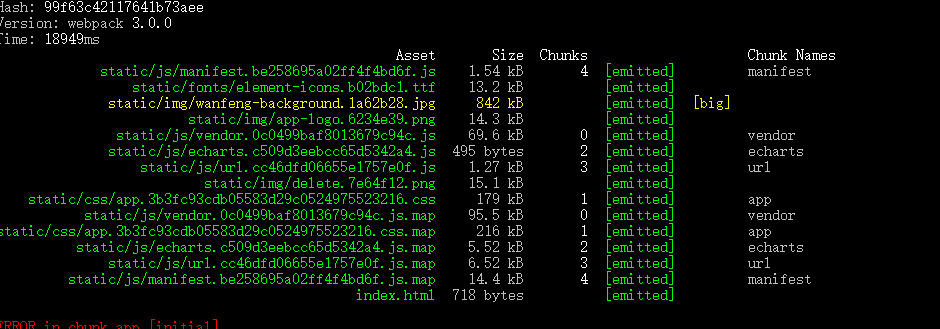 Hash: 99f63c42117641b73aee
Version: webpack 3.0.0
Time: 18949ms
Asset Size Chunks Chunk Names
static/js/manifest.be258695a02ff4f4bd6f.js 1.54 kB 4 [emitted] manifest
static/fonts/element-icons.b02bdc1.ttf 13.2 kB [emitted]
static/img/wanfeng-background.1a62b28.jpg 842 kB [emitted] [big]
static/img/app-logo.6234e39.png 14.3 kB [emitted]
static/js/vendor.0c0499baf8013679c94c.js 69.6 kB 0 [emitted] vendor
static/js/echarts.c509d3eebcc65d5342a4.js 495 bytes 2 [emitted] echarts
static/js/url.cc46dfd06655e1757e0f.js 1.27 kB 3 [emitted] url
static/img/delete.7e64f12.png 15.1 kB [emitted]
static/css/app.3b3fc93cdb05583d29c0524975523216.css 179 kB 1 [emitted] app
static/js/vendor.0c0499baf8013679c94c.js.map 95.5 kB 0 [emitted] vendor
static/css/app.3b3fc93cdb05583d29c0524975523216.css.map 216 kB 1 [emitted] app
static/js/echarts.c509d3eebcc65d5342a4.js.map 5.52 kB 2 [emitted] echarts
static/js/url.cc46dfd06655e1757e0f.js.map 6.52 kB 3 [emitted] url
static/js/manifest.be258695a02ff4f4bd6f.js.map 14.4 kB 4 [emitted] manifest
index.html 718 bytes [emitted]
ERROR in chunk app [initial]